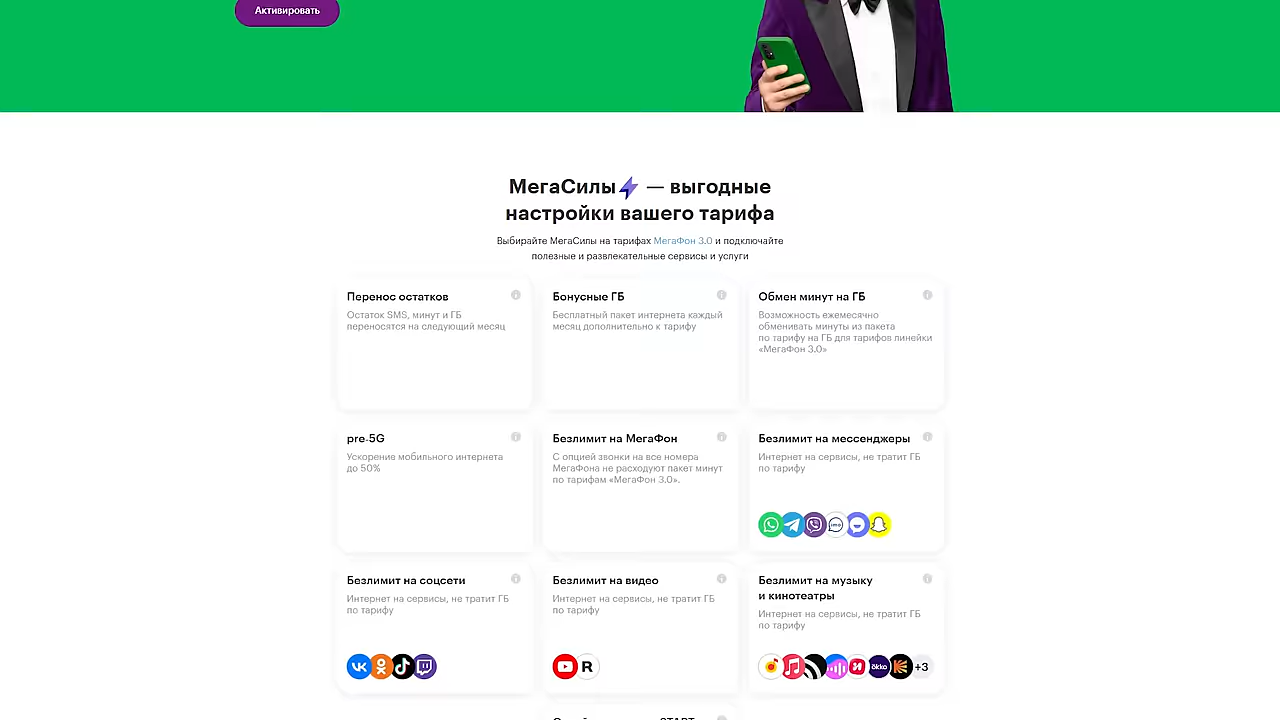 Активировать
МегаСилы — выгодные
настройки вашего тарифа
Выбирайте МегаСилы на тарифах МегаФон 3.0 и подключайте
полезные и развлекательные сервисы и услуги
Перенос остатков
Остаток SMS, минут и ГБ
переносятся на следующий месяц
Бонусные ГБ
Бесплатный пакет интернета каждый
месяц дополнительно к тарифу
Обмен минут на ГБ
Возможность ежемесячно
обменивать минуты из пакета
по тарифу на ГБ для тарифов линейки
«МегаФон 3.0»
pre-5G
Ускорение мобильного интернета
до 50%
Безлимит на МегаФон
С опцией звонки на все номера
МегаФона не расходуют пакет минут
по тарифам «МегаФон 3.0».
Безлимит на мессенджеры
Интернет на сервисы, не тратит ГБ
по тарифу
imo
Безлимит на соцсети
Интернет на сервисы, не тратит ГБ
по тарифу
Безлимит на видео
Интернет на сервисы, не тратит ГБ
по тарифу
R
Безлимит на музыку
и кинотеатры
Интернет на сервисы, не тратит ГБ
по тарифу
okko
+3